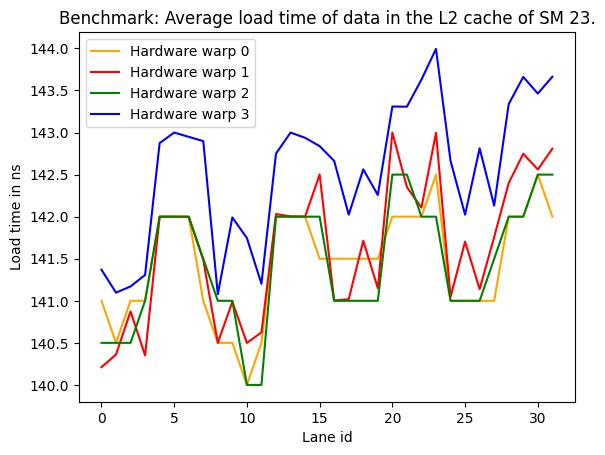 Benchmark: Average load time of data in the L2 cache of SM 23.
Hardware warp 0
Hardware warp 1
Hardware warp 2
Hardware warp 3
Load time in ns
144.0
143.5
143.0
142.5
142.0
141.5
141.0
140.5
140.0
0 5 10 15 20 25 30
Lane id